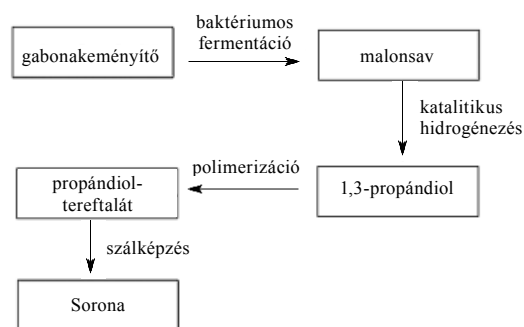 baktériumos
fermentáció
gabonakeményítő
malonsav
katalitikus
hidrogénezés
polimerizáció
propándiol-
tereftalát
1,3-propándiol
szálképzés
Sorona